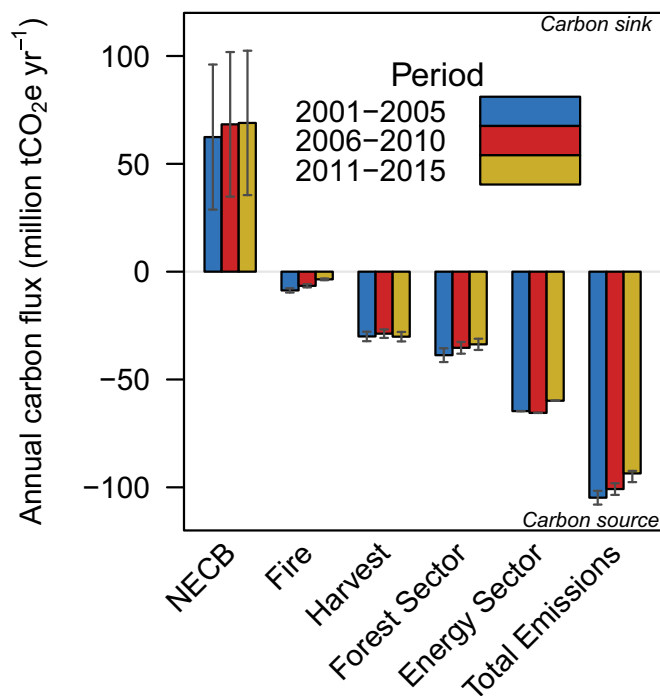 Carbon sink
Annual carbon flux (million tCO₂e yr⁻¹)
100
50
0
−50
−100
Period
2001−2005
2006−2010
2011−2015
Carbon source
NECB
Fire
Harvest
Forest Sector
Energy Sector
Total Emissions